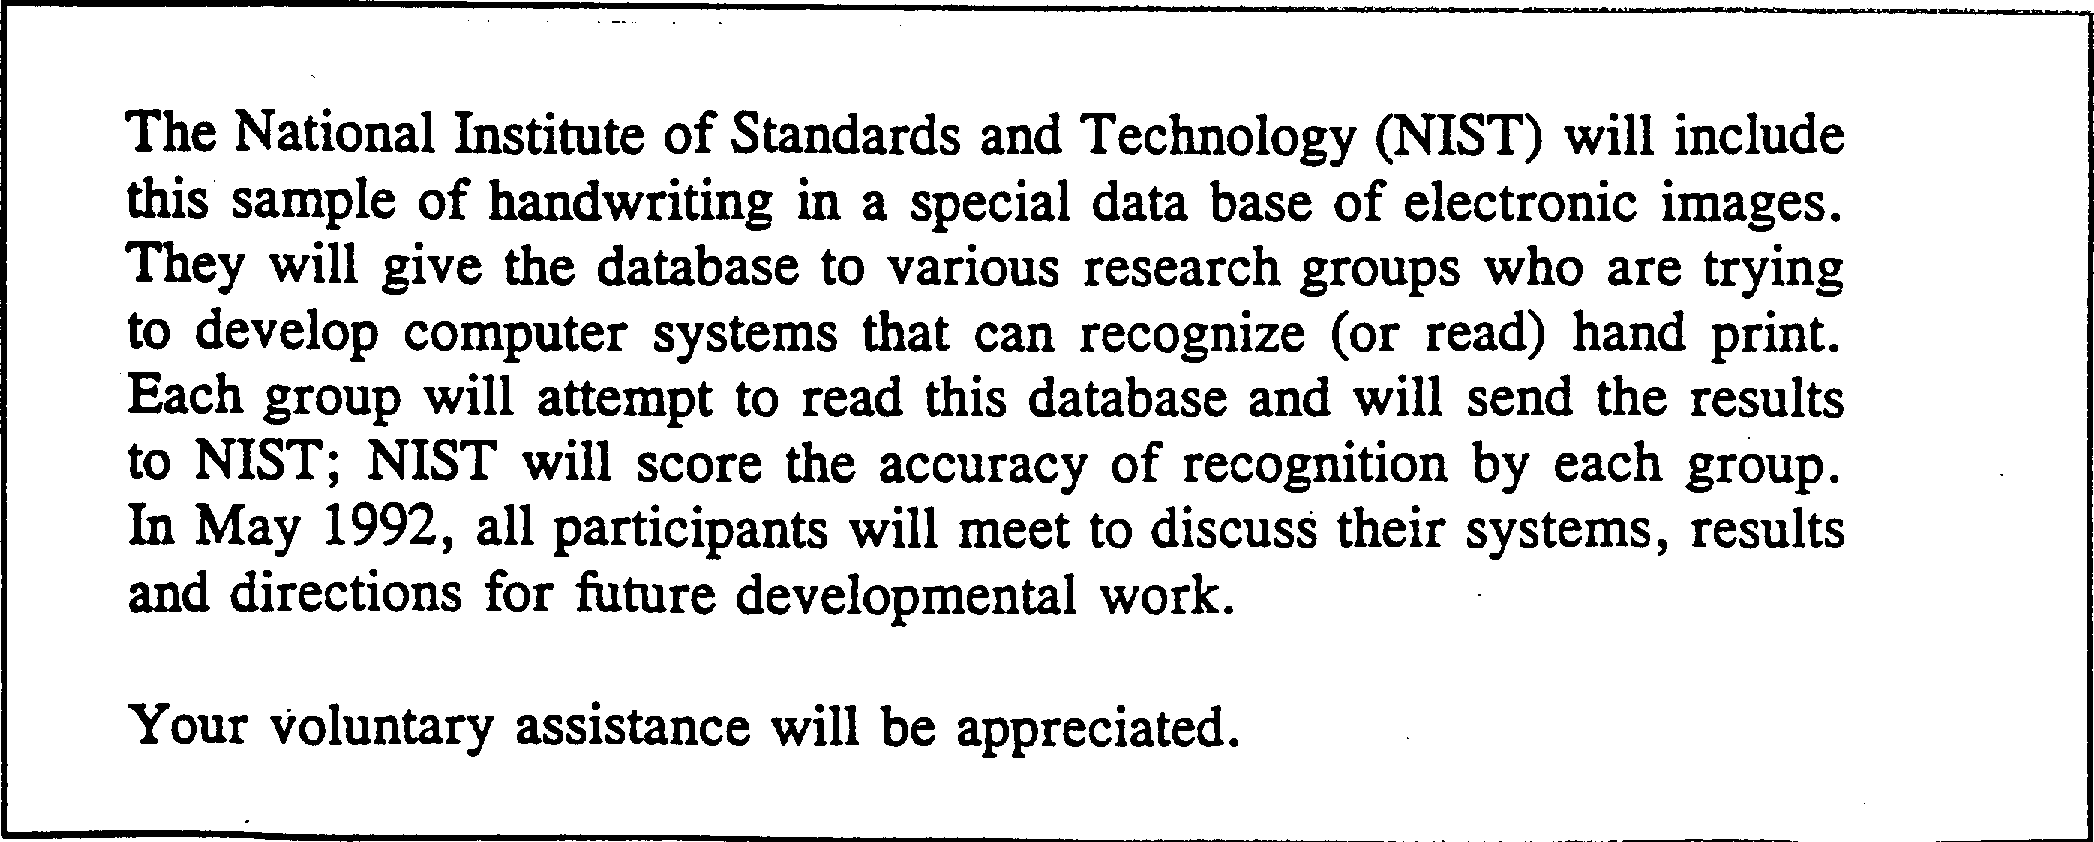 The National Institute of Standards and Technology (NIST) will include
this sample of handwriting in a special data base of electronic images.
They will give the database to various research groups who are trying
to develop computer systems that can recognize (or read) hand print.
Each group will attempt to read this database and will send the results
to NIST; NIST will score the accuracy of recognition by each group.
In May 1992, all participants will meet to discuss their systems, results
and directions for future developmental work.
Your voluntary assistance will be appreciated.